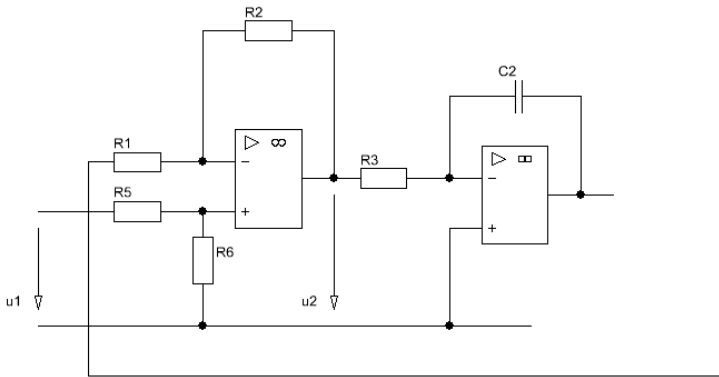 R2
C2
R1
▷ ∞
R3
▷ □□
−
−
R5
+
+
R6
u1
u2